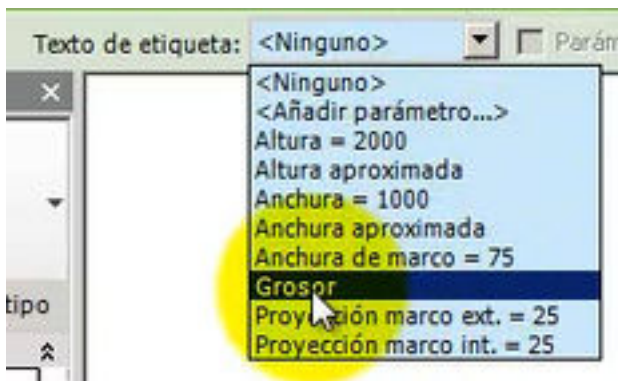 Texto de etiqueta: <Ninguno> Parám
<Ninguno>
<Añadir parámetro...>
Altura = 2000
Altura aproximada
Anchura = 1000
Anchura aproximada
Anchura de marco = 75
Grosor
tipo
Proyección marco ext. = 25
Proyección marco int. = 25